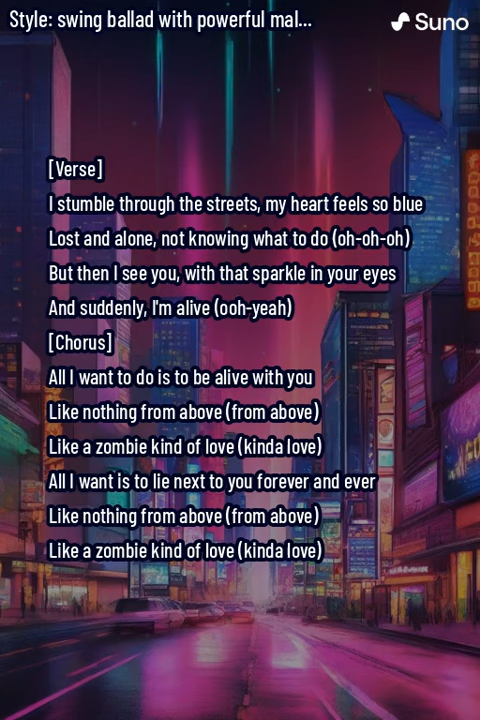 Style: swing ballad with powerful mal...
Suno
[Verse]
I stumble through the streets, my heart feels so blue
Lost and alone, not knowing what to do (oh-oh-oh)
But then I see you, with that sparkle in your eyes
And suddenly, I'm alive (ooh-yeah)
[Chorus]
All I want to do is to be alive with you
Like nothing from above (from above)
Like a zombie kind of love (kinda love)
All I want is to lie next to you forever and ever
Like nothing from above (from above)
Like a zombie kind of love (kinda love)